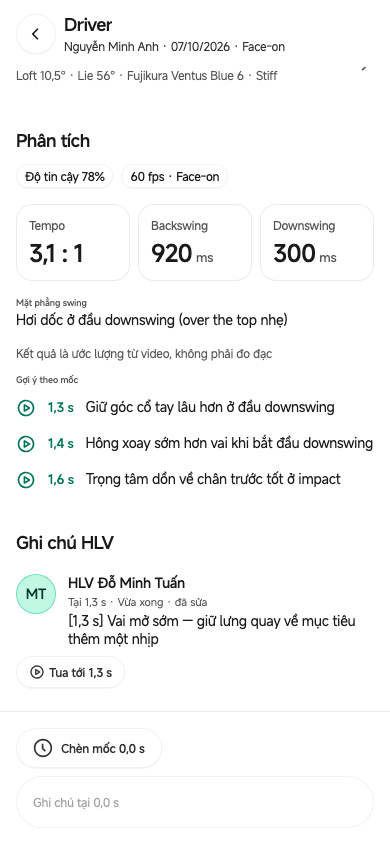 Driver
Nguyễn Minh Anh · 07/10/2026 · Face-on
Loft 10,5° · Lie 56° · Fujikura Ventus Blue 6 · Stiff
Phân tích
Độ tin cậy 78%
60 fps · Face-on
Tempo
3,1 : 1
Backswing
920 ms
Downswing
300 ms
Mặt phẳng swing
Hơi dốc ở đầu downswing (over the top nhẹ)
Kết quả là ước lượng từ video, không phải đo đạc
Gợi ý theo mốc
1,3 s Giữ góc cổ tay lâu hơn ở đầu downswing
1,4 s Hông xoay sớm hơn vai khi bắt đầu downswing
1,6 s Trọng tâm dồn về chân trước tốt ở impact
Ghi chú HLV
MT
HLV Đỗ Minh Tuấn
Tại 1,3 s · Vừa xong · đã sửa
[1,3 s] Vai mở sớm — giữ lưng quay về mục tiêu
thêm một nhịp
Tua tới 1,3 s
Chèn mốc 0,0 s
Ghi chú tại 0,0 s